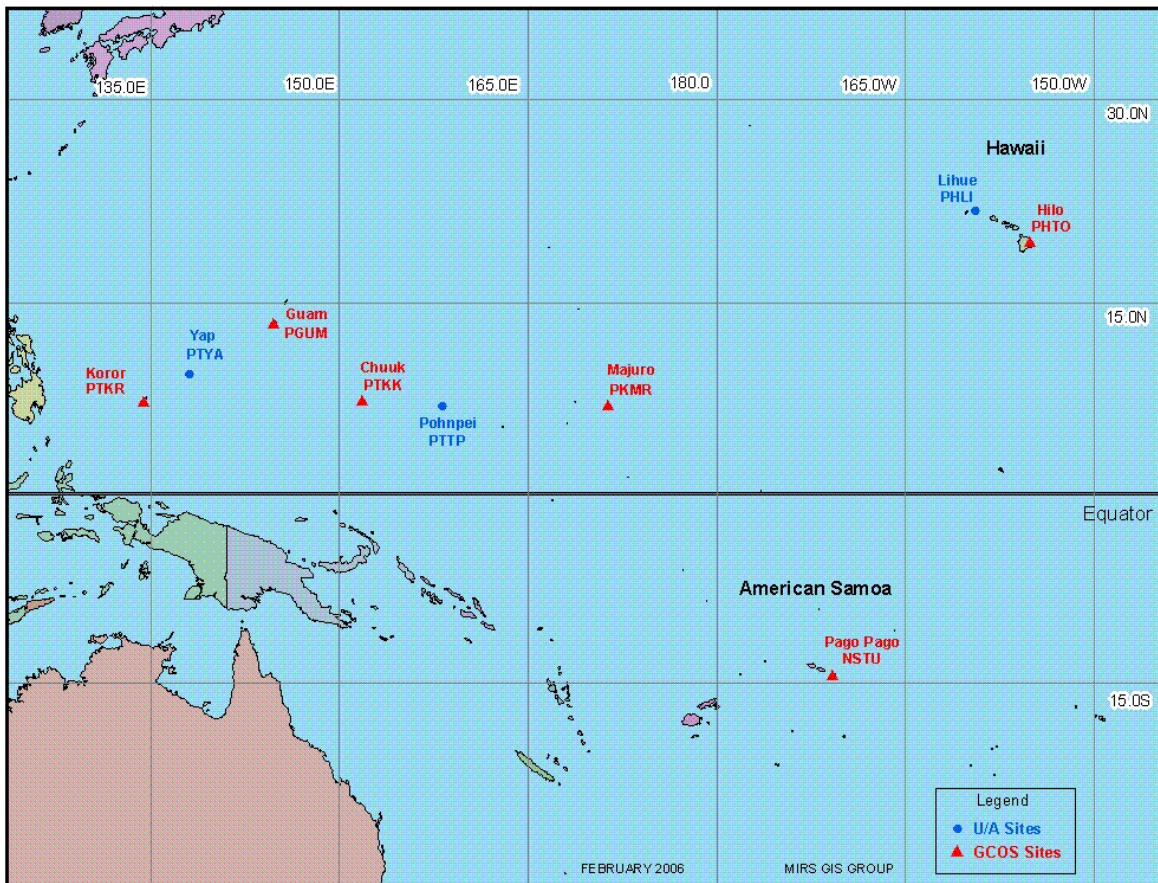 135.0E
150.0E
165.0E
180.0
165.0W
150.0W
30.0N
Hawaii
Lihue
PHLI
Hilo
PHTO
15.0N
Guam
PGUM
Yap
PTYA
Koror
PTKR
Chuuk
PTKK
Majuro
PKMR
Pohnpei
PTTP
Equator
American Samoa
Pago Pago
NSTU
15.0S
Legend
U/A Sites
GCOS Sites
FEBRUARY 2006
MIRS GIS GROUP